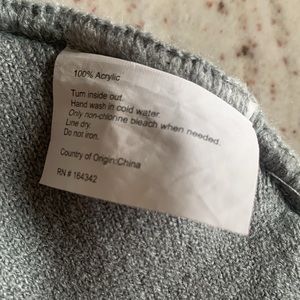 100% Acrylic
Turn inside out.
Hand wash in cold water
Only non-chlorine bleach when needed.
Line dry.
Do not iron.
Country of Origin:China
RN # 164342